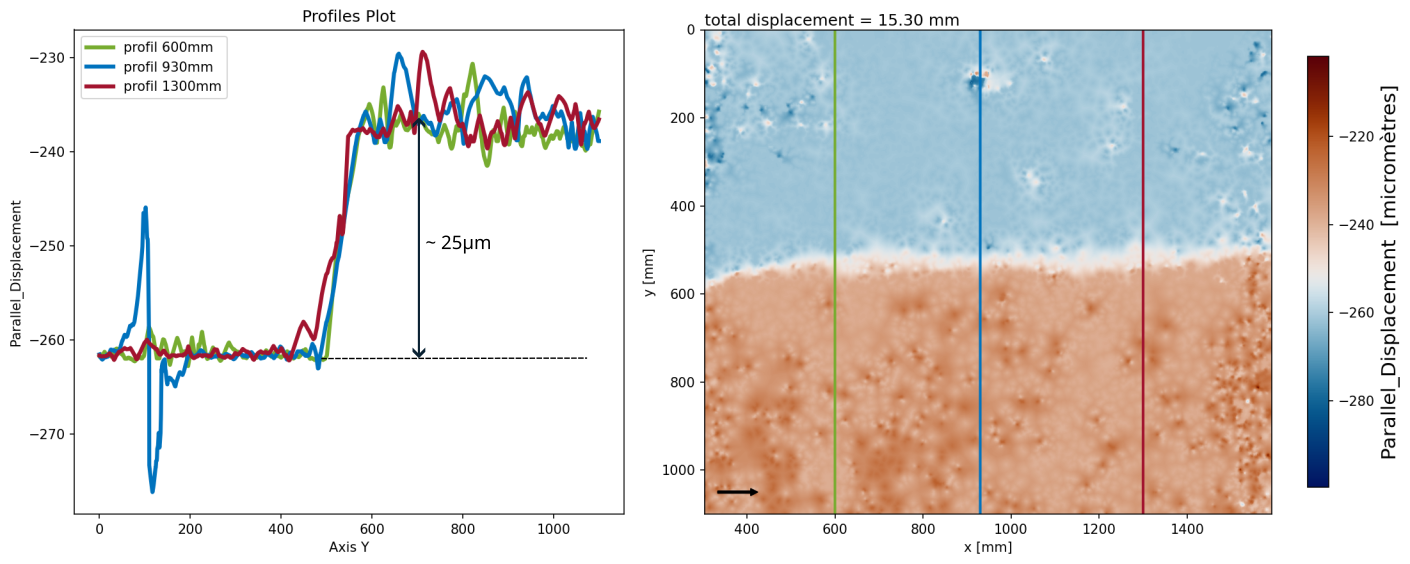 Profiles Plot
profil 600mm
profil 930mm
profil 1300mm
Parallel_Displacement
−230
−240
−250
−260
−270
~ 25µm
0
200
400
600
800
1000
Axis Y
total displacement = 15.30 mm
y [mm]
0
200
400
600
800
1000
400
600
800
1000
1200
1400
x [mm]
−220
−240
−260
−280
Parallel_Displacement [micromètres]